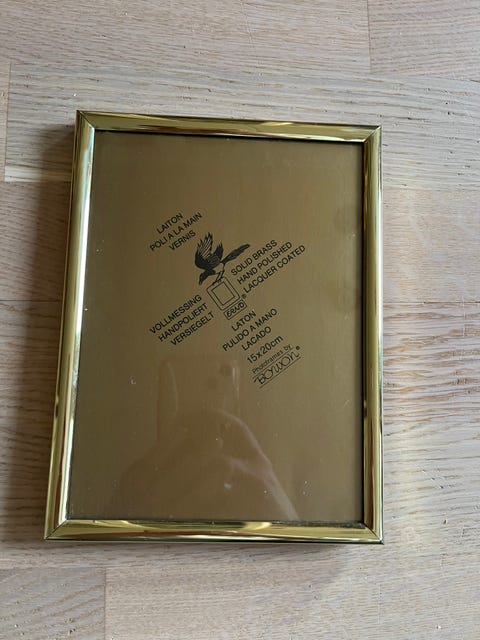 LAITON
POLI A LA MAIN
VERNIS
SOLID BRASS
HAND POLISHED
LACQUER COATED
VOLLMESSING
HANDPOLIERT
VERSIEGELT
LATON
PULIDO A MANO
LACADO
15x20cm
Photoframes by